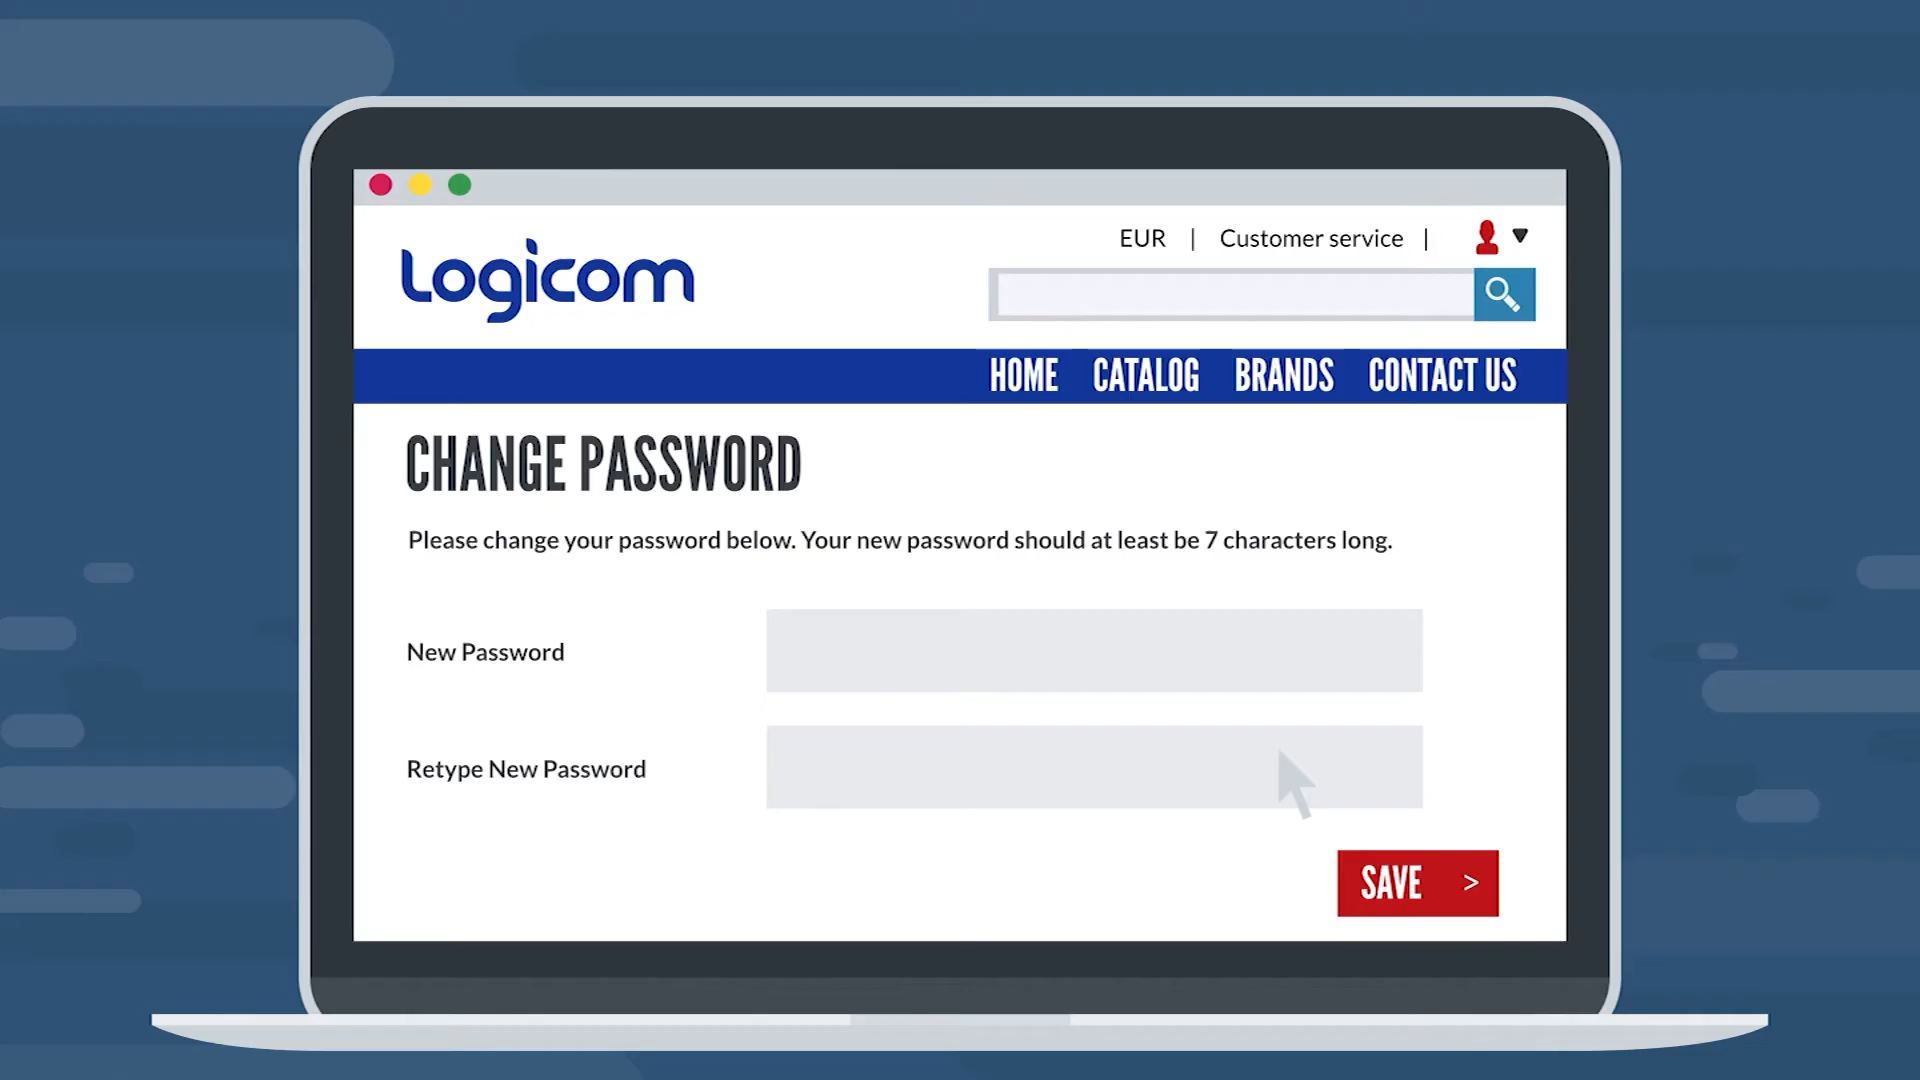 Logicom
EUR | Customer service |
HOME CATALOG BRANDS CONTACT US
CHANGE PASSWORD
Please change your password below. Your new password should at least be 7 characters long.
New Password
Retype New Password
SAVE >